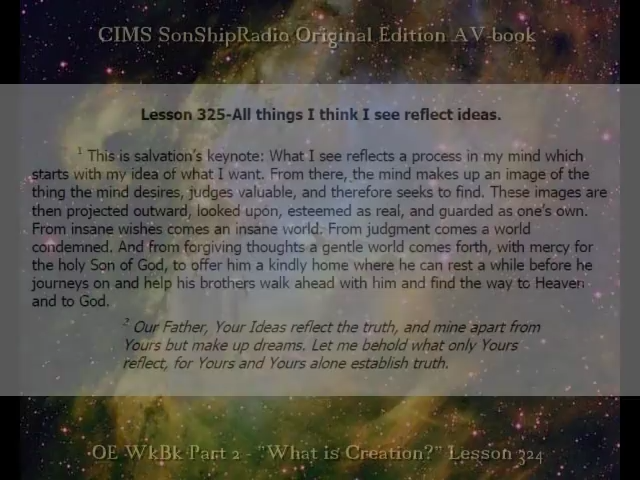 CIMS SonShipRadio Original Edition AV-book
Lesson 325-All things I think I see reflect ideas.
1 This is salvation's keynote: What I see reflects a process in my mind which
starts with my idea of what I want. From there, the mind makes up an image of the
thing the mind desires, judges valuable, and therefore seeks to find. These images are
then projected outward, looked upon, esteemed as real, and guarded as one's own.
From insane wishes comes an insane world. From judgment comes a world
condemned. And from forgiving thoughts a gentle world comes forth, with mercy for
the holy Son of God, to offer him a kindly home where he can rest a while before he
journeys on and help his brothers walk ahead with him and find the way to Heaven
and to God.
2 Our Father, Your Ideas reflect the truth, and mine apart from
Yours but make up dreams. Let me behold what only Yours
reflect, for Yours and Yours alone establish truth.
OE WkBk Part 2 - "What is Creation?" Lesson 324